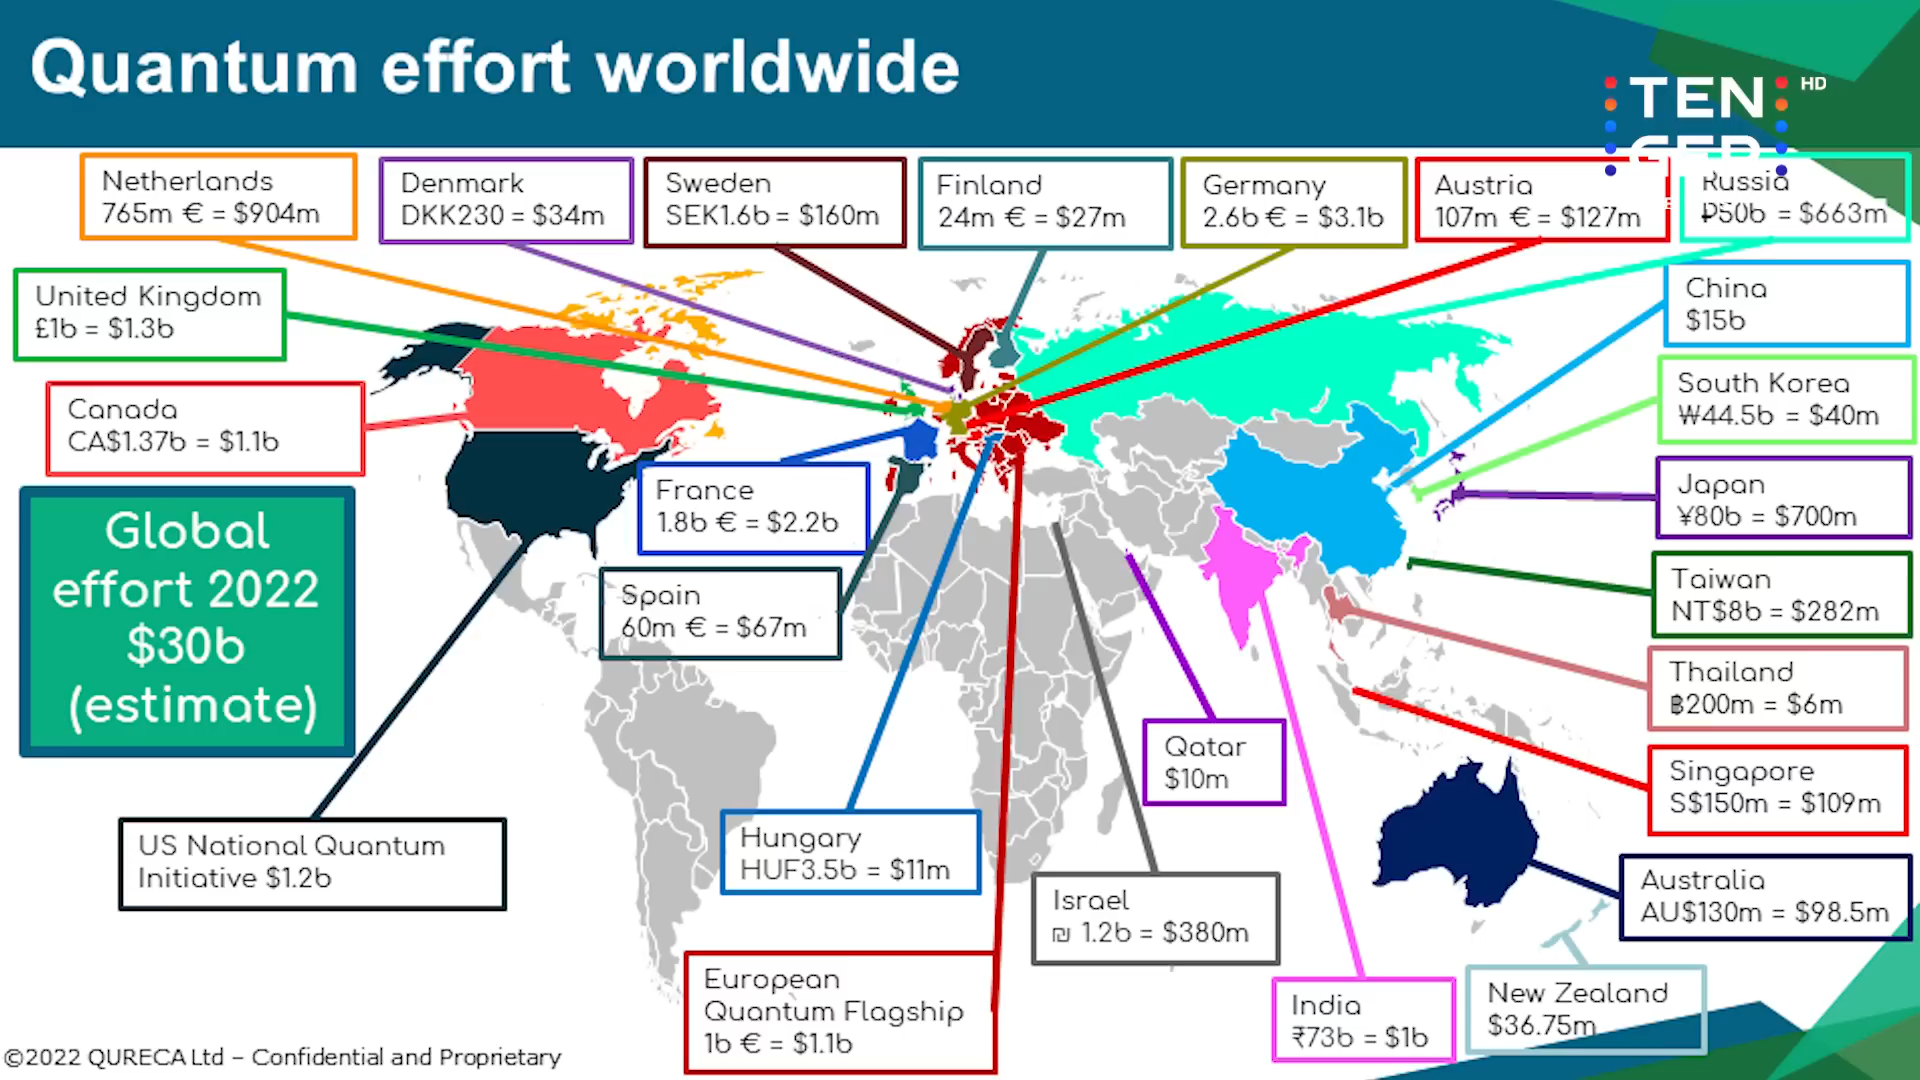 Quantum effort worldwide
TEN HD
GER
Netherlands
765m € = $904m
Denmark
DKK230 = $34m
Sweden
SEK1.6b = $160m
Finland
24m € = $27m
Germany
2.6b € = $3.1b
Austria
107m € = $127m
Russia
₽50b = $663m
United Kingdom
£1b = $1.3b
China
$15b
Canada
CA$1.37b = $1.1b
South Korea
₩44.5b = $40m
France
1.8b € = $2.2b
Japan
¥80b = $700m
Global
effort 2022
$30b
(estimate)
Spain
60m € = $67m
Taiwan
NT$8b = $282m
Thailand
฿200m = $6m
Qatar
$10m
Singapore
S$150m = $109m
US National Quantum
Initiative $1.2b
Hungary
HUF3.5b = $11m
Israel
₪ 1.2b = $380m
Australia
AU$130m = $98.5m
European
Quantum Flagship
1b € = $1.1b
India
₹73b = $1b
New Zealand
$36.75m
©2022 QURECA Ltd – Confidential and Proprietary